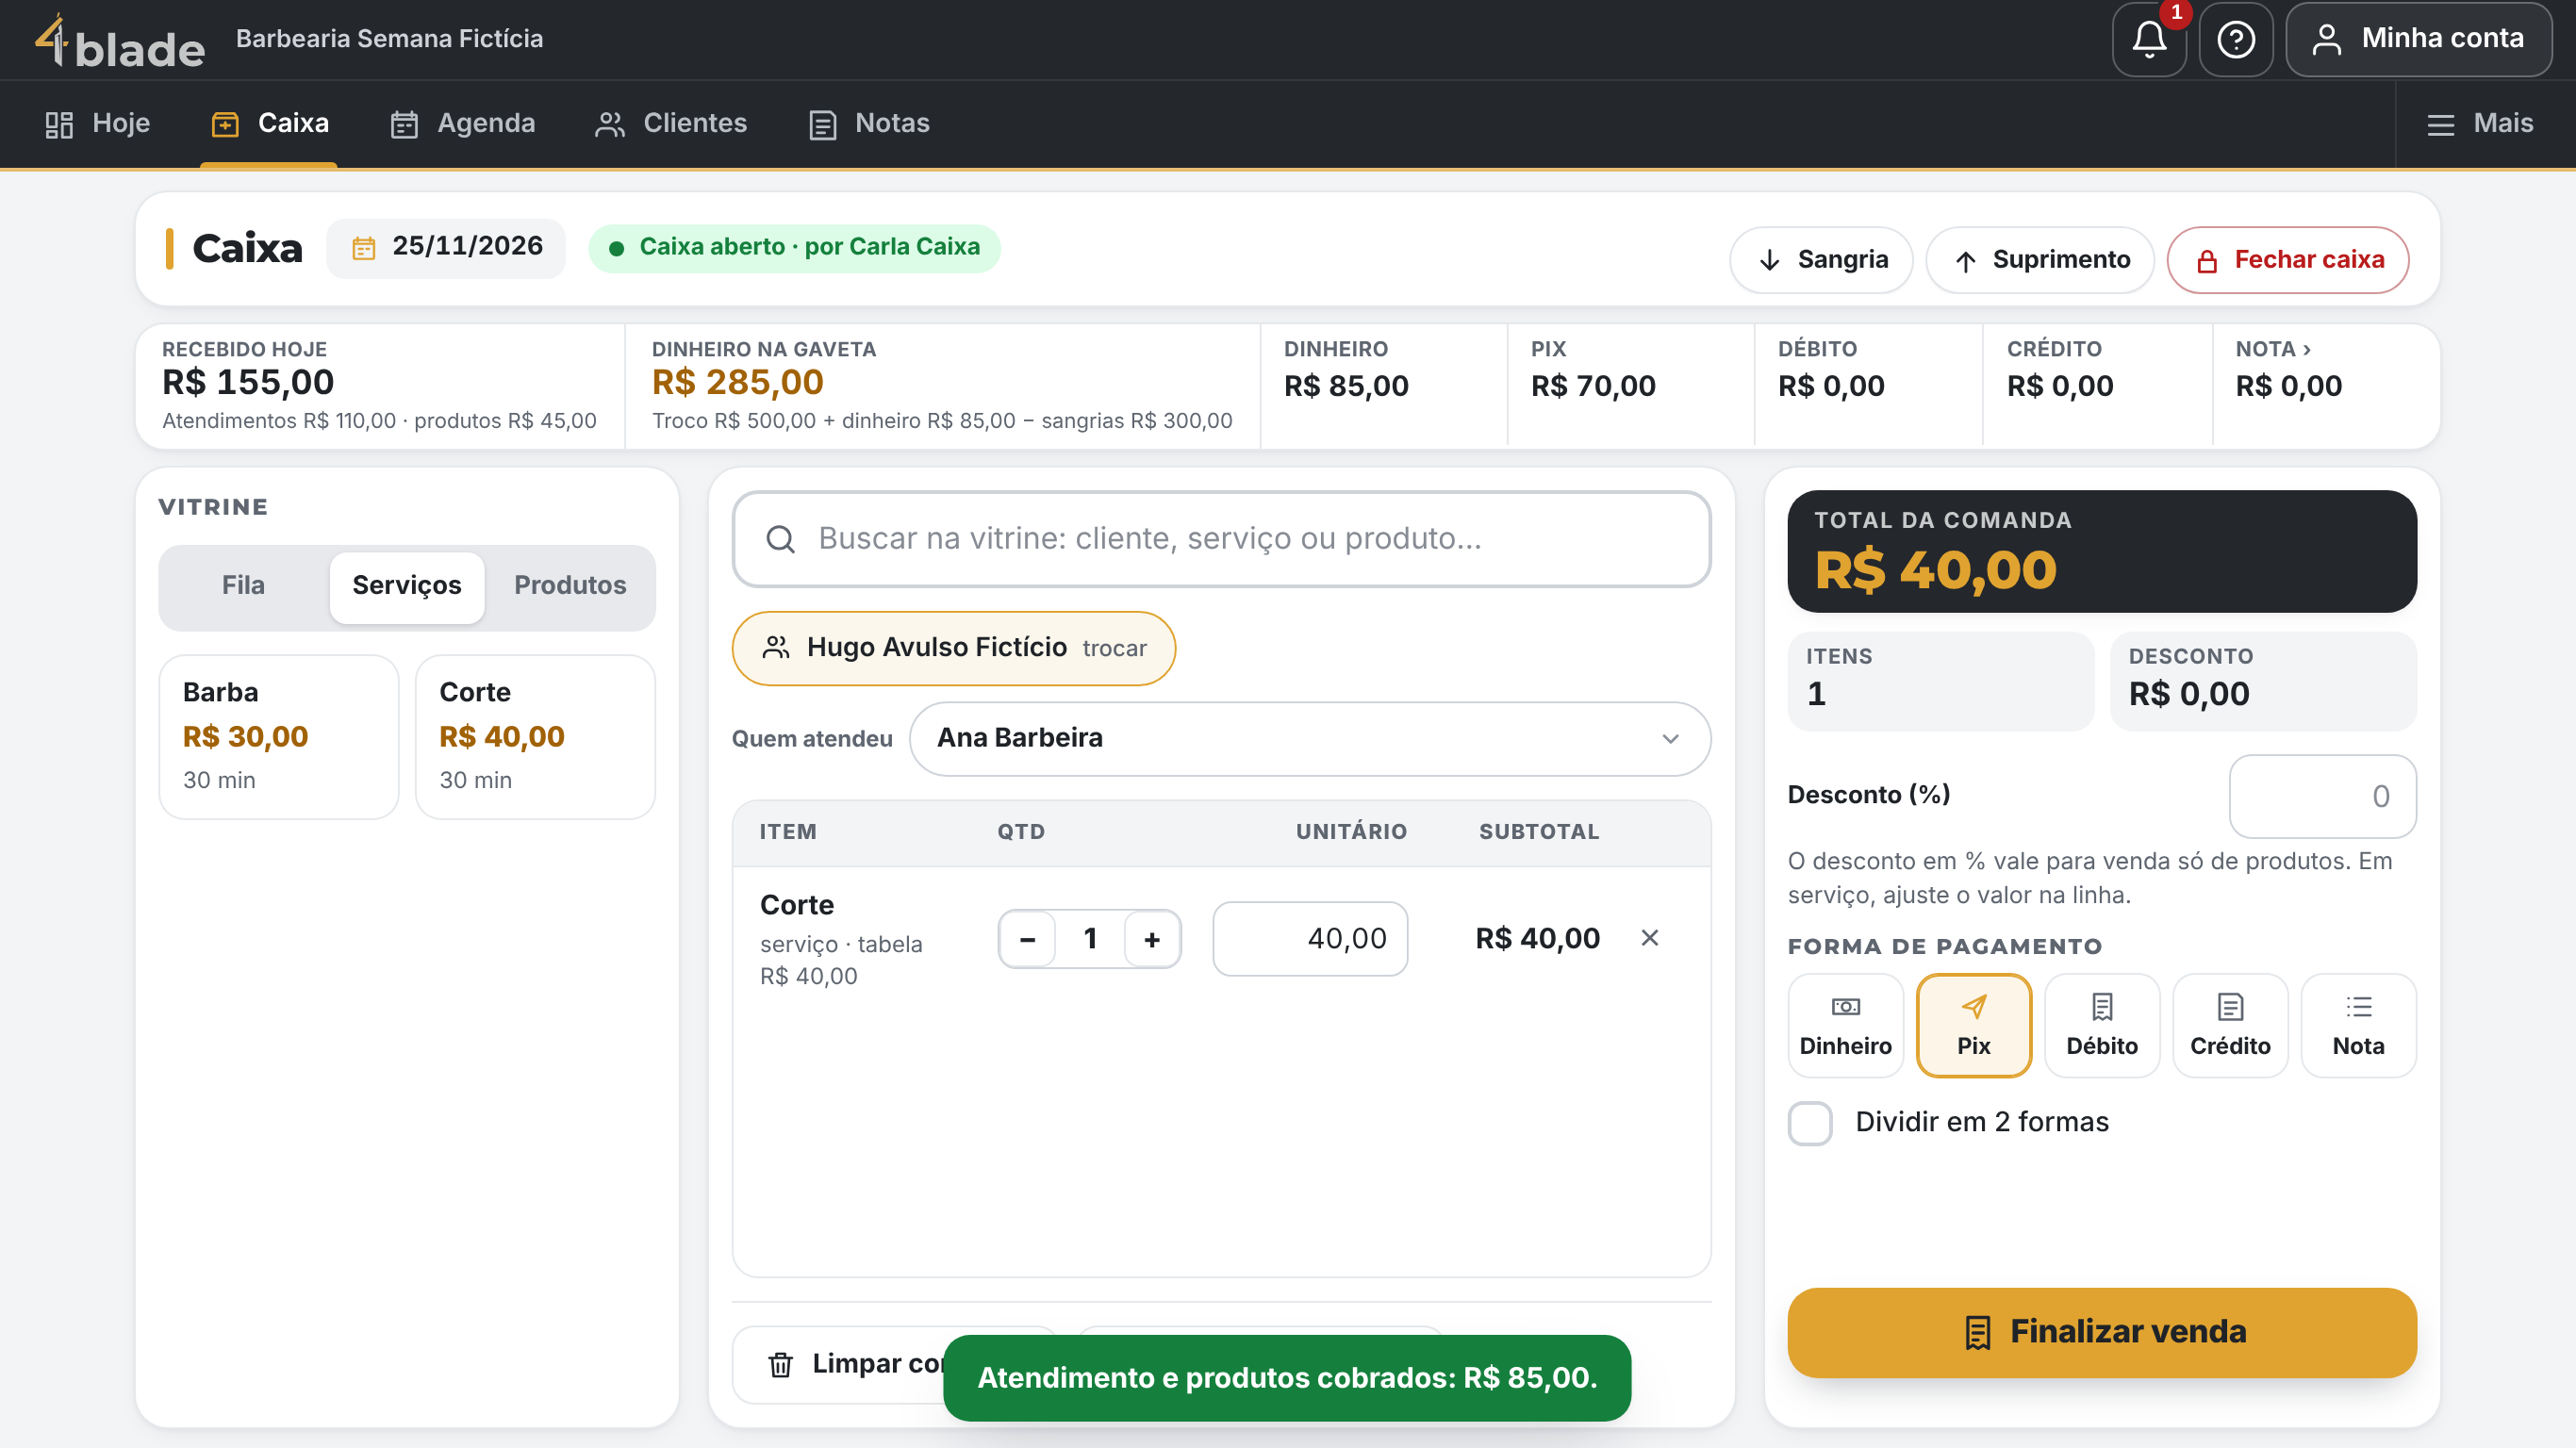 4blade
Barbearia Semana Fictícia
1
Minha conta
Hoje
Caixa
Agenda
Clientes
Notas
Mais
Caixa
25/11/2026
Caixa aberto · por Carla Caixa
Sangria
Suprimento
Fechar caixa
RECEBIDO HOJE
R$ 155,00
Atendimentos R$ 110,00 · produtos R$ 45,00
DINHEIRO NA GAVETA
R$ 285,00
Troco R$ 500,00 + dinheiro R$ 85,00 − sangrias R$ 300,00
DINHEIRO
R$ 85,00
PIX
R$ 70,00
DÉBITO
R$ 0,00
CRÉDITO
R$ 0,00
NOTA ›
R$ 0,00
VITRINE
Fila
Serviços
Produtos
Barba
R$ 30,00
30 min
Corte
R$ 40,00
30 min
Buscar na vitrine: cliente, serviço ou produto...
Hugo Avulso Fictício trocar
Quem atendeu
Ana Barbeira
ITEM QTD UNITÁRIO SUBTOTAL
Corte
serviço · tabela
R$ 40,00
− 1 +
40,00
R$ 40,00
×
Limpar
Atendimento e produtos cobrados: R$ 85,00.
TOTAL DA COMANDA
R$ 40,00
ITENS
1
DESCONTO
R$ 0,00
Desconto (%)
0
O desconto em % vale para venda só de produtos. Em
serviço, ajuste o valor na linha.
FORMA DE PAGAMENTO
Dinheiro
Pix
Débito
Crédito
Nota
Dividir em 2 formas
Finalizar venda